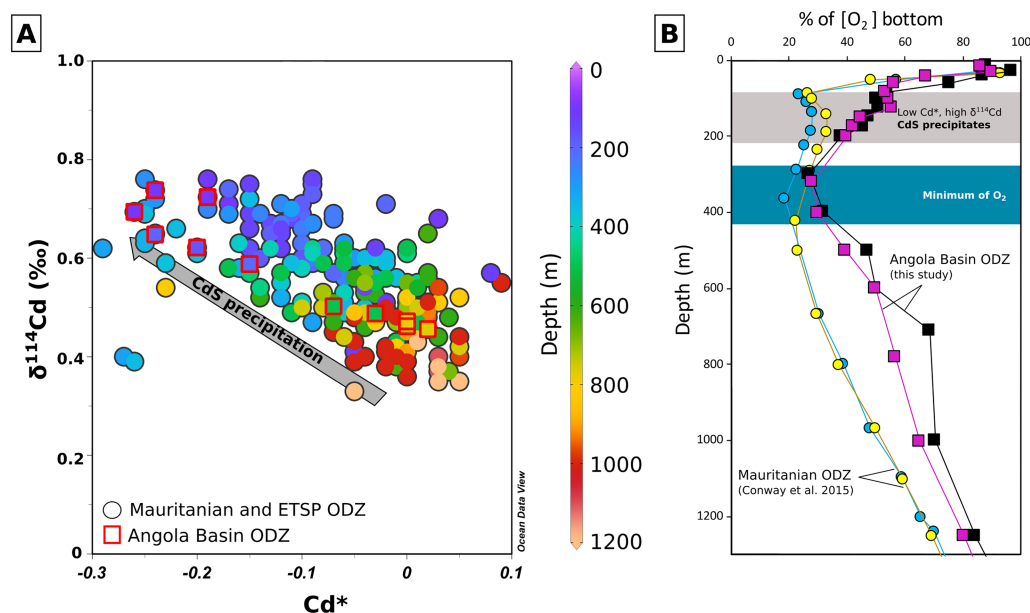 A
1.0
0.8
0.6
0.4
0.2
0
δ¹¹⁴Cd (‰)
-0.3
-0.2
-0.1
0
0.1
Cd*
CdS precipitation
Mauritanian and ETSP ODZ
Angola Basin ODZ
Ocean Data View
0
200
400
600
800
1000
1200
Depth (m)
B
% of [O₂] bottom
0
20
40
60
80
100
0
200
400
600
800
1000
1200
Depth (m)
Low Cd*, high δ¹¹⁴Cd
CdS precipitates
Minimum of O₂
Angola Basin ODZ
(this study)
Mauritanian ODZ
(Conway et al. 2015)